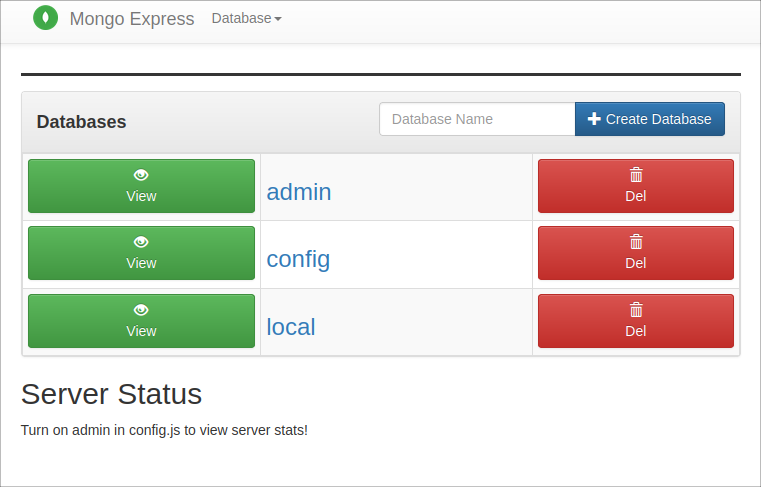 Mongo Express Database
Databases Database Name Create Database
View
admin
Del
View
config
Del
View
local
Del
Server Status
Turn on admin in config.js to view server stats!